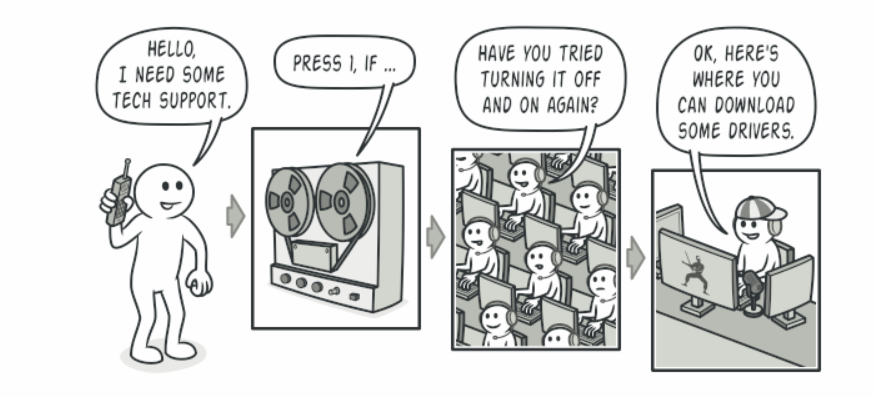 HELLO,
I NEED SOME
TECH SUPPORT.
PRESS 1, IF ...
HAVE YOU TRIED
TURNING IT OFF
AND ON AGAIN?
OK, HERE'S
WHERE YOU
CAN DOWNLOAD
SOME DRIVERS.